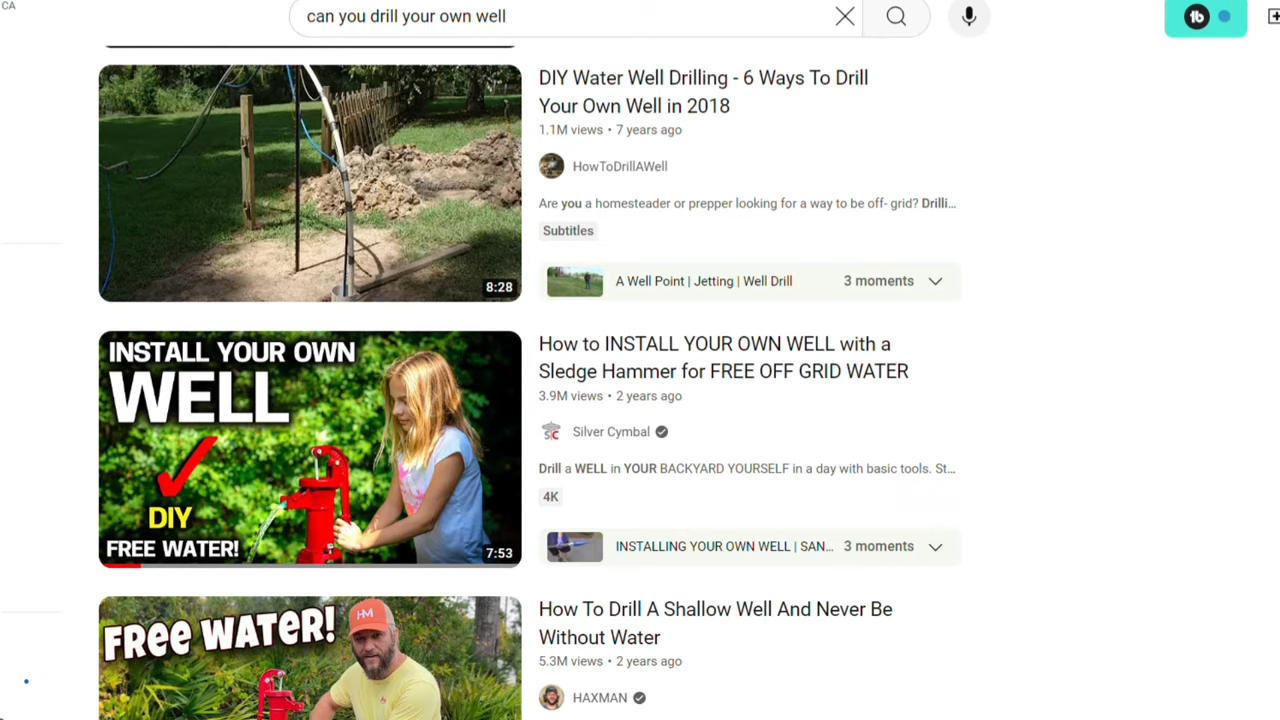 CA
can you drill your own well
DIY Water Well Drilling - 6 Ways To Drill
Your Own Well in 2018
1.1M views • 7 years ago
HowToDrillAWell
Are you a homesteader or prepper looking for a way to be off- grid? Drilli...
Subtitles
8:28
A Well Point | Jetting | Well Drill
3 moments
INSTALL YOUR OWN
WELL
DIY
FREE WATER!
7:53
How to INSTALL YOUR OWN WELL with a
Sledge Hammer for FREE OFF GRID WATER
3.9M views • 2 years ago
SC
Silver Cymbal
Drill a WELL in YOUR BACKYARD YOURSELF in a day with basic tools. St...
4K
INSTALLING YOUR OWN WELL | SAN...
3 moments
FREE WATER!
HM
How To Drill A Shallow Well And Never Be
Without Water
5.3M views • 2 years ago
HAXMAN